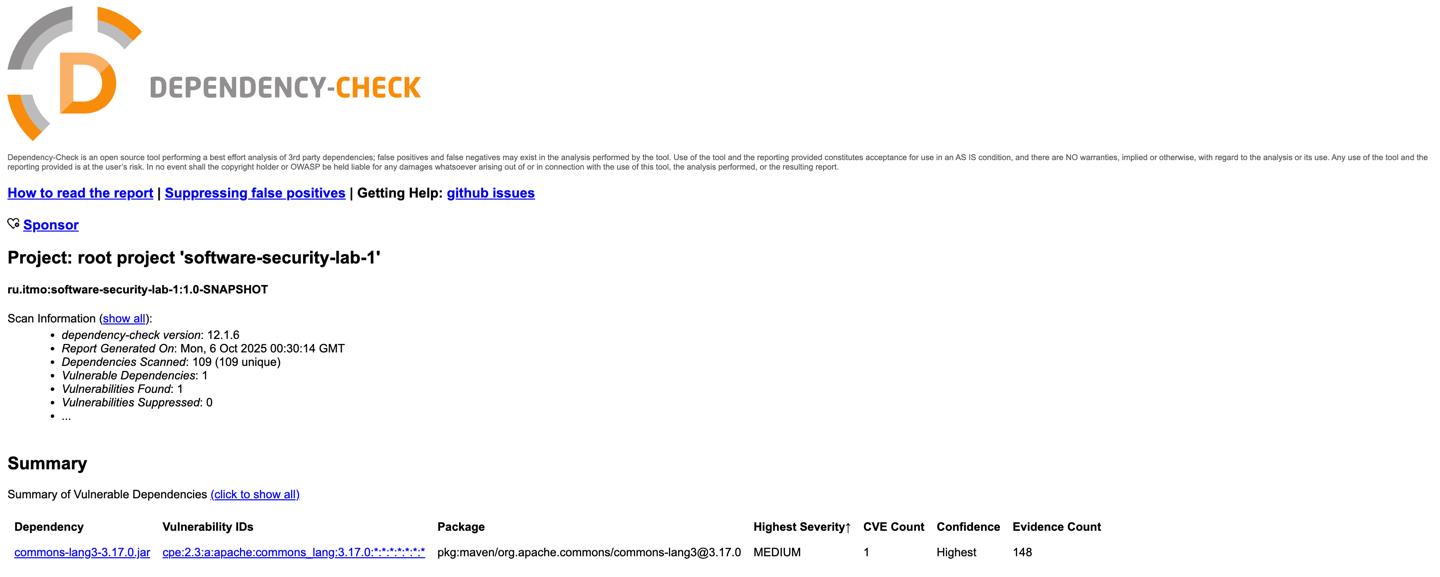 D DEPENDENCY-CHECK
Dependency-Check is an open source tool performing a best effort analysis of 3rd party dependencies; false positives and false negatives may exist in the analysis performed by the tool. Use of the tool and the reporting provided constitutes acceptance for use in an AS IS condition, and there are NO warranties, implied or otherwise, with regard to the analysis or its use. Any use of the tool and the
reporting provided is at the user's risk. In no event shall the copyright holder or OWASP be held liable for any damages whatsoever arising out of or in connection with the use of this tool, the analysis performed, or the resulting report.
How to read the report | Suppressing false positives | Getting Help: github issues
Sponsor
Project: root project 'software-security-lab-1'
ru.itmo:software-security-lab-1:1.0-SNAPSHOT
Scan Information (show all):
• dependency-check version: 12.1.6
• Report Generated On: Mon, 6 Oct 2025 00:30:14 GMT
• Dependencies Scanned: 109 (109 unique)
• Vulnerable Dependencies: 1
• Vulnerabilities Found: 1
• Vulnerabilities Suppressed: 0
• ...
Summary
Summary of Vulnerable Dependencies (click to show all)
Dependency Vulnerability IDs Package Highest Severity↑ CVE Count Confidence Evidence Count
commons-lang3-3.17.0.jar cpe:2.3:a:apache:commons_lang:3.17.0:*:*:*:*:*:*:* pkg:maven/org.apache.commons/commons-lang3@3.17.0 MEDIUM 1 Highest 148